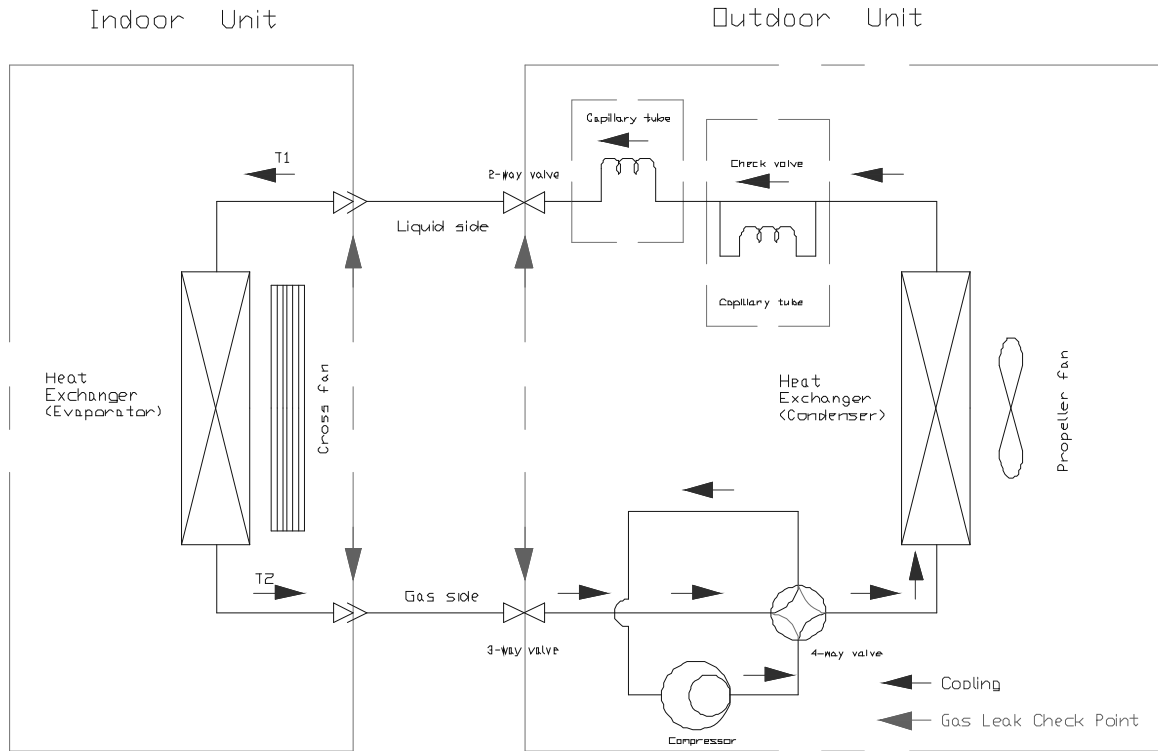 Indoor Unit
Outdoor Unit
Capillary tube
Check valve
T1
2-way valve
Liquid side
Capillary tube
Heat
Exchanger
(Evaporator)
Cross fan
Heat
Exchanger
(Condenser)
Propeller fan
T2
Gas side
3-way valve
4-way valve
Compressor
Cooling
Gas Leak Check Point